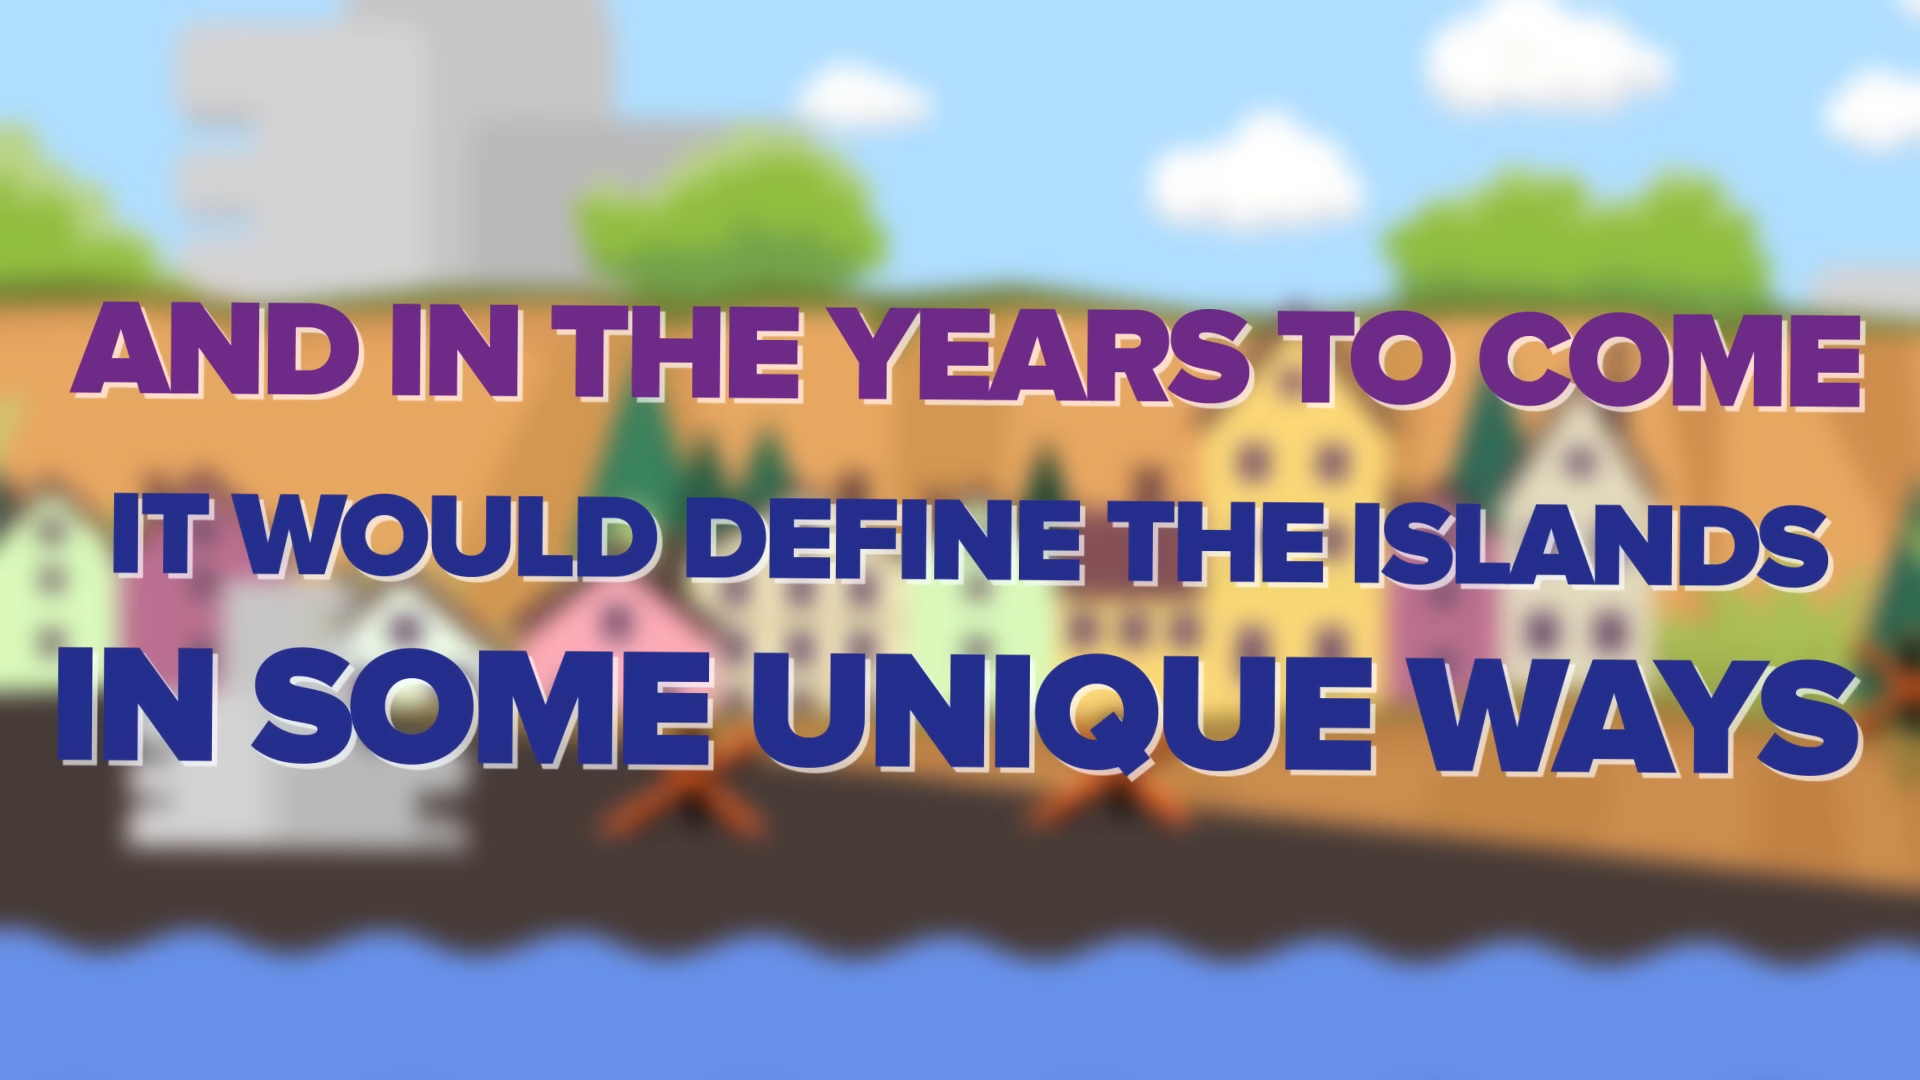 AND IN THE YEARS TO COME
IT WOULD DEFINE THE ISLANDS
IN SOME UNIQUE WAYS